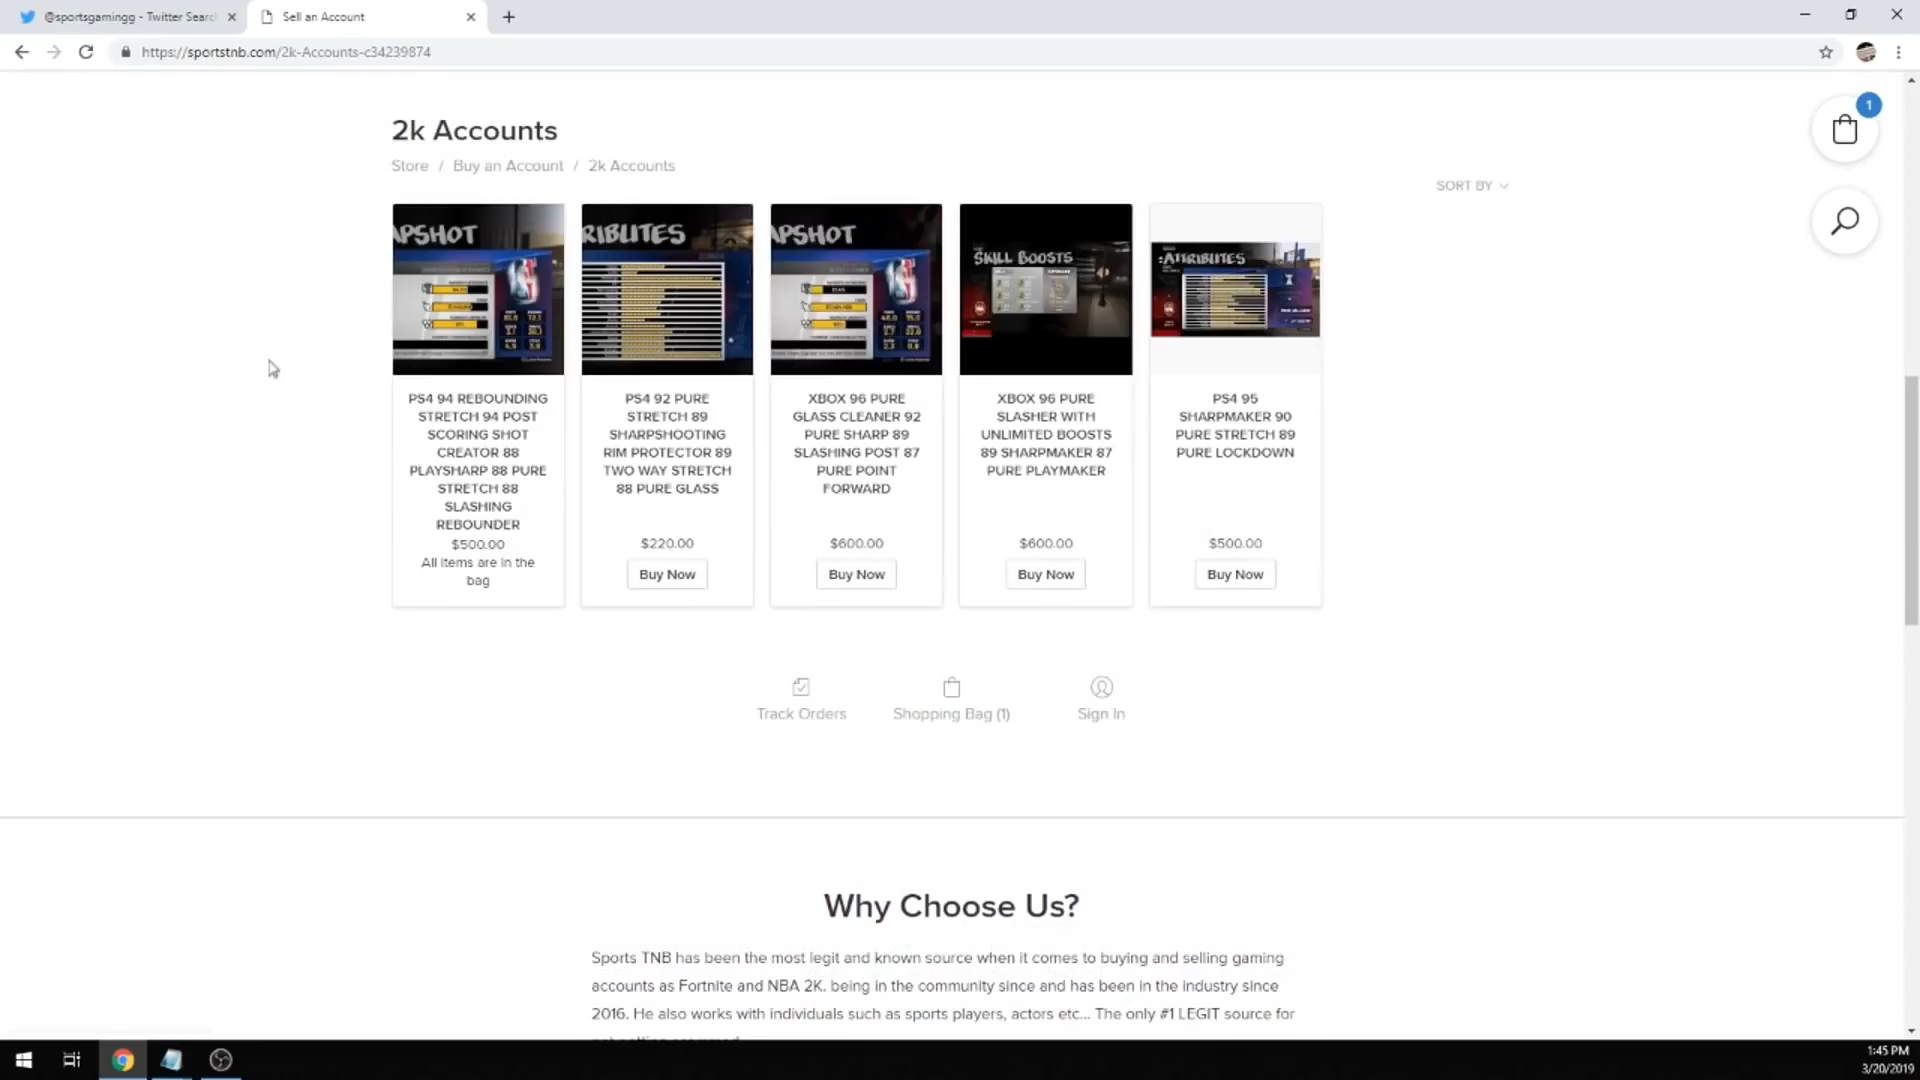 @sportsgamingg - Twitter Searc
Sell an Account
https://sportstnb.com/2k-Accounts-c34239874
1
2k Accounts
Store / Buy an Account / 2k Accounts
SORT BY
APSHOT
RIBUTES
APSHOT
SKILL BOOSTS
:ATTRIBUTES
PS4 94 REBOUNDING
STRETCH 94 POST
SCORING SHOT
CREATOR 88
PLAYSHARP 88 PURE
STRETCH 88
SLASHING
REBOUNDER
$500.00
All items are in the
bag
PS4 92 PURE
STRETCH 89
SHARPSHOOTING
RIM PROTECTOR 89
TWO WAY STRETCH
88 PURE GLASS
$220.00
Buy Now
XBOX 96 PURE
GLASS CLEANER 92
PURE SHARP 89
SLASHING POST 87
PURE POINT
FORWARD
$600.00
Buy Now
XBOX 96 PURE
SLASHER WITH
UNLIMITED BOOSTS
89 SHARPMAKER 87
PURE PLAYMAKER
$600.00
Buy Now
PS4 95
SHARPMAKER 90
PURE STRETCH 89
PURE LOCKDOWN
$500.00
Buy Now
Track Orders
Shopping Bag (1)
Sign In
Why Choose Us?
Sports TNB has been the most legit and known source when it comes to buying and selling gaming
accounts as Fortnite and NBA 2K. being in the community since and has been in the industry since
2016. He also works with individuals such as sports players, actors etc... The only #1 LEGIT source for
1:45 PM
3/20/2019